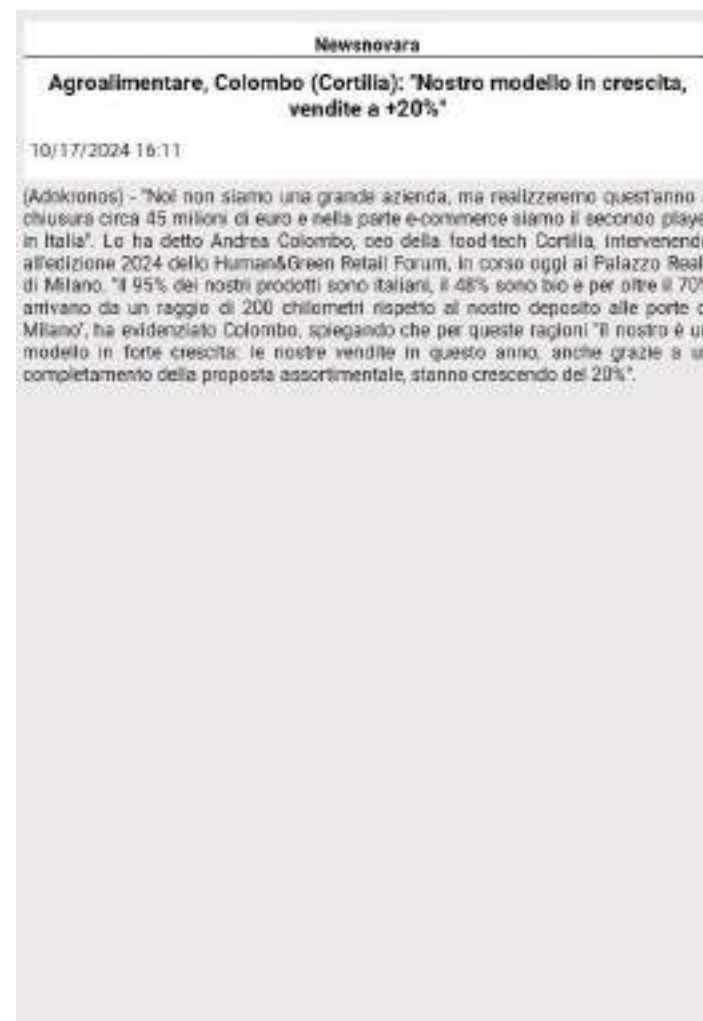 Newsnovara
Agroalimentare, Colombo (Cortilia): "Nostro modello in crescita,
vendite a +20%"
10/17/2024 16:11
(Adnkronos) - "Noi non siamo una grande azienda, ma realizzeremo quest'anno a
chiusura circa 45 milioni di euro e nella parte e-commerce siamo il secondo playe
in Italia". Lo ha detto Andrea Colombo, ceo della food-tech Cortilia, intervenendo
all'edizione 2024 dello Human&Green Retail Forum, in corso oggi al Palazzo Real
di Milano. "Il 95% dei nostri prodotti sono italiani, il 48% sono bio e per oltre il 70%
arrivano da un raggio di 200 chilometri rispetto al nostro deposito alle porte d
Milano", ha evidenziato Colombo, spiegando che per queste ragioni "il nostro è un
modello in forte crescita: le nostre vendite in questo anno, anche grazie a un
completamento della proposta assortimentale, stanno crescendo del 20%".